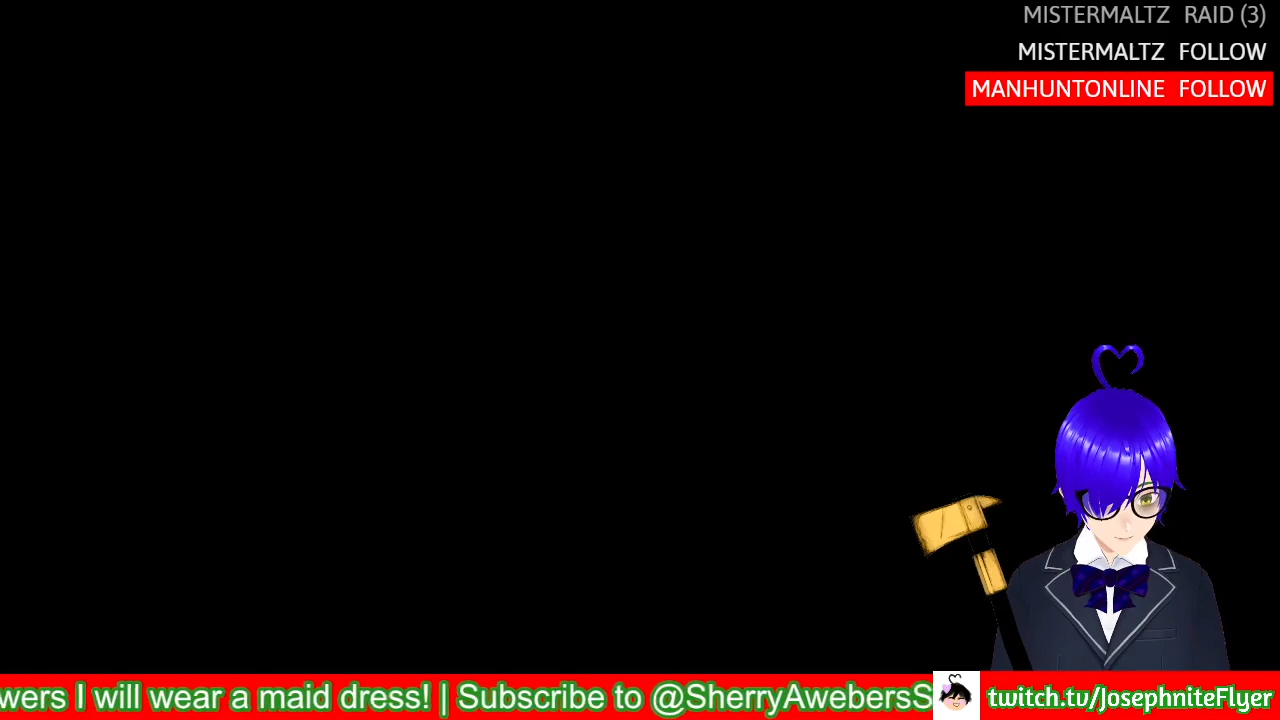 MISTERMALTZ RAID (3)
MISTERMALTZ FOLLOW
MANHUNTONLINE FOLLOW
wers I will wear a maid dress! | Subscribe to @SherryAwebersS
twitch.tv/JosephniteFlyer